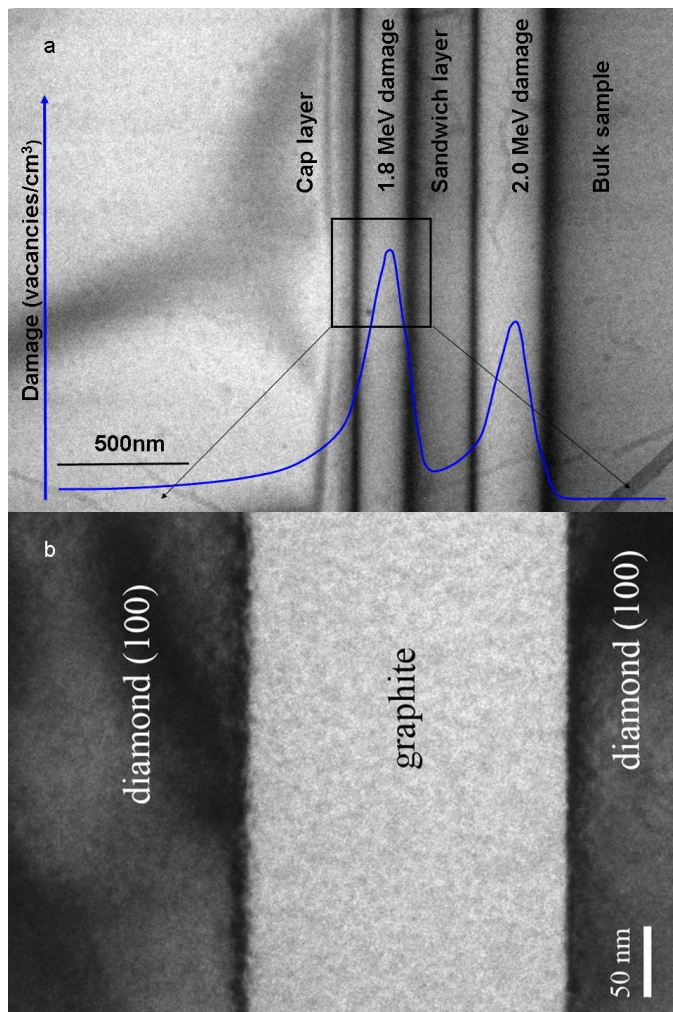 a
Damage (vacancies/cm³)
Cap layer
1.8 MeV damage
Sandwich layer
2.0 MeV damage
Bulk sample
500nm
b
diamond (100)
graphite
diamond (100)
50 nm